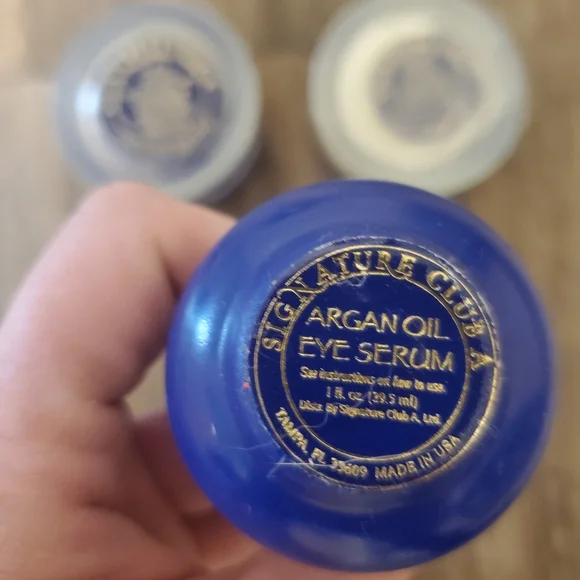 SIGNATURE CLUB A
ARGAN OIL
EYE SERUM
See instructions on how to use.
1 fl. oz. (29.5 ml)
Distr. By Signature Club A, Ltd.
TAMPA, FL 33609 MADE IN USA